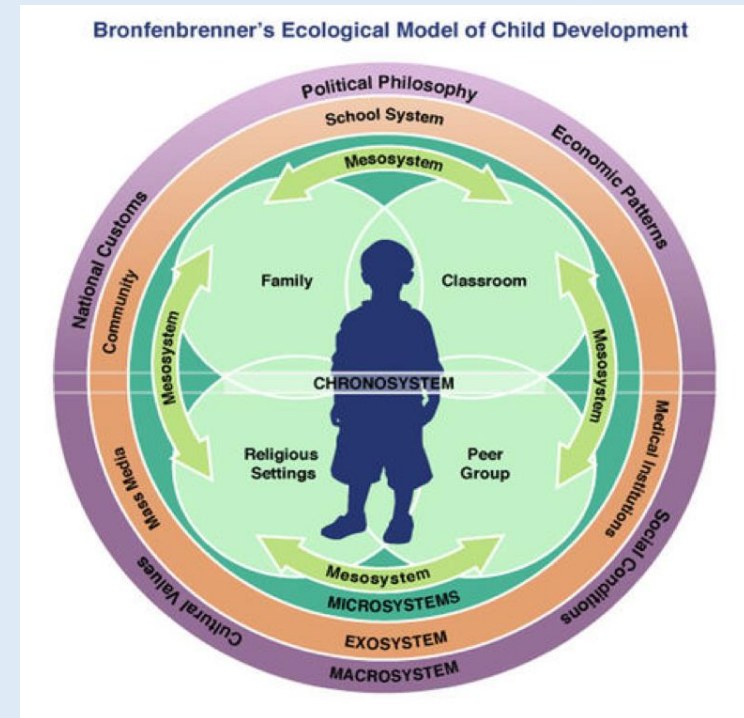 Bronfenbrenner's Ecological Model of Child Development
Political Philosophy
School System
Mesosystem
Economic Patterns
National Customs
Community
Family
Classroom
Mesosystem
Mesosystem
CHRONOSYSTEM
Religious
Settings
Peer
Group
Medical Institutions
Mass Media
Social Conditions
Cultural Values
Mesosystem
MICROSYSTEMS
EXOSYSTEM
MACROSYSTEM